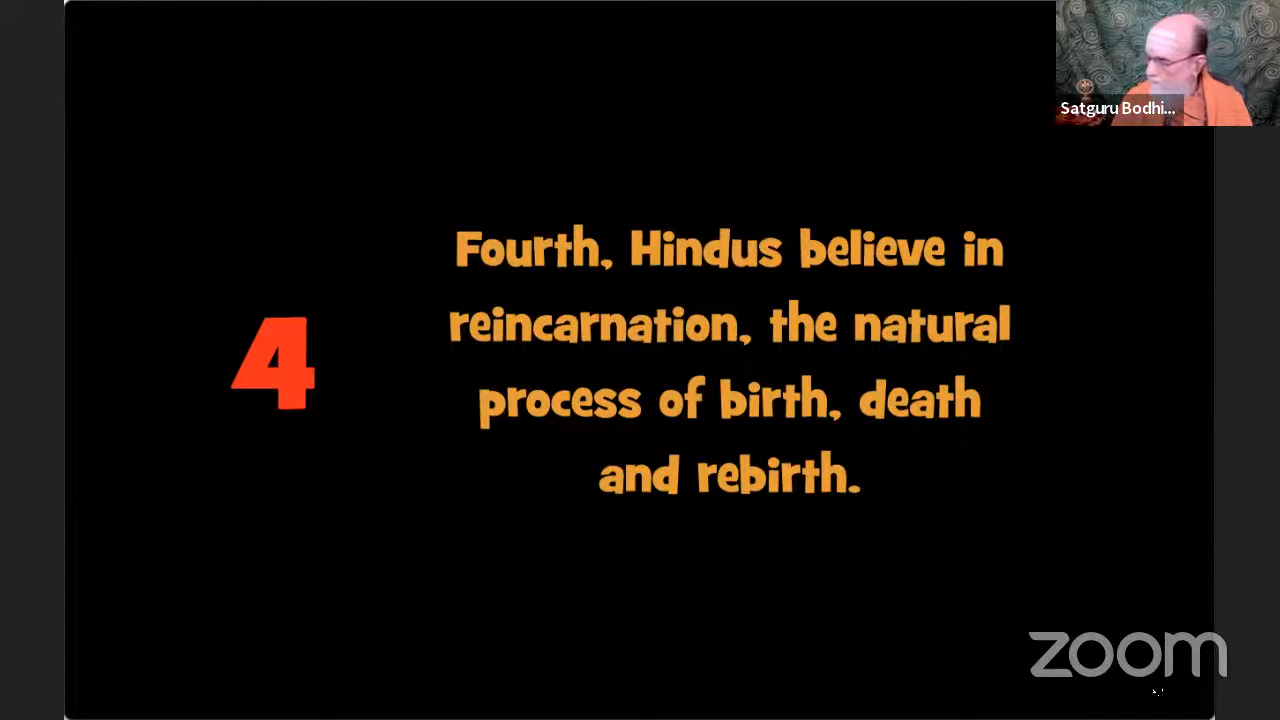 Satguru Bodhi...
Fourth, Hindus believe in
reincarnation, the natural
4
process of birth, death
and rebirth.
zoom